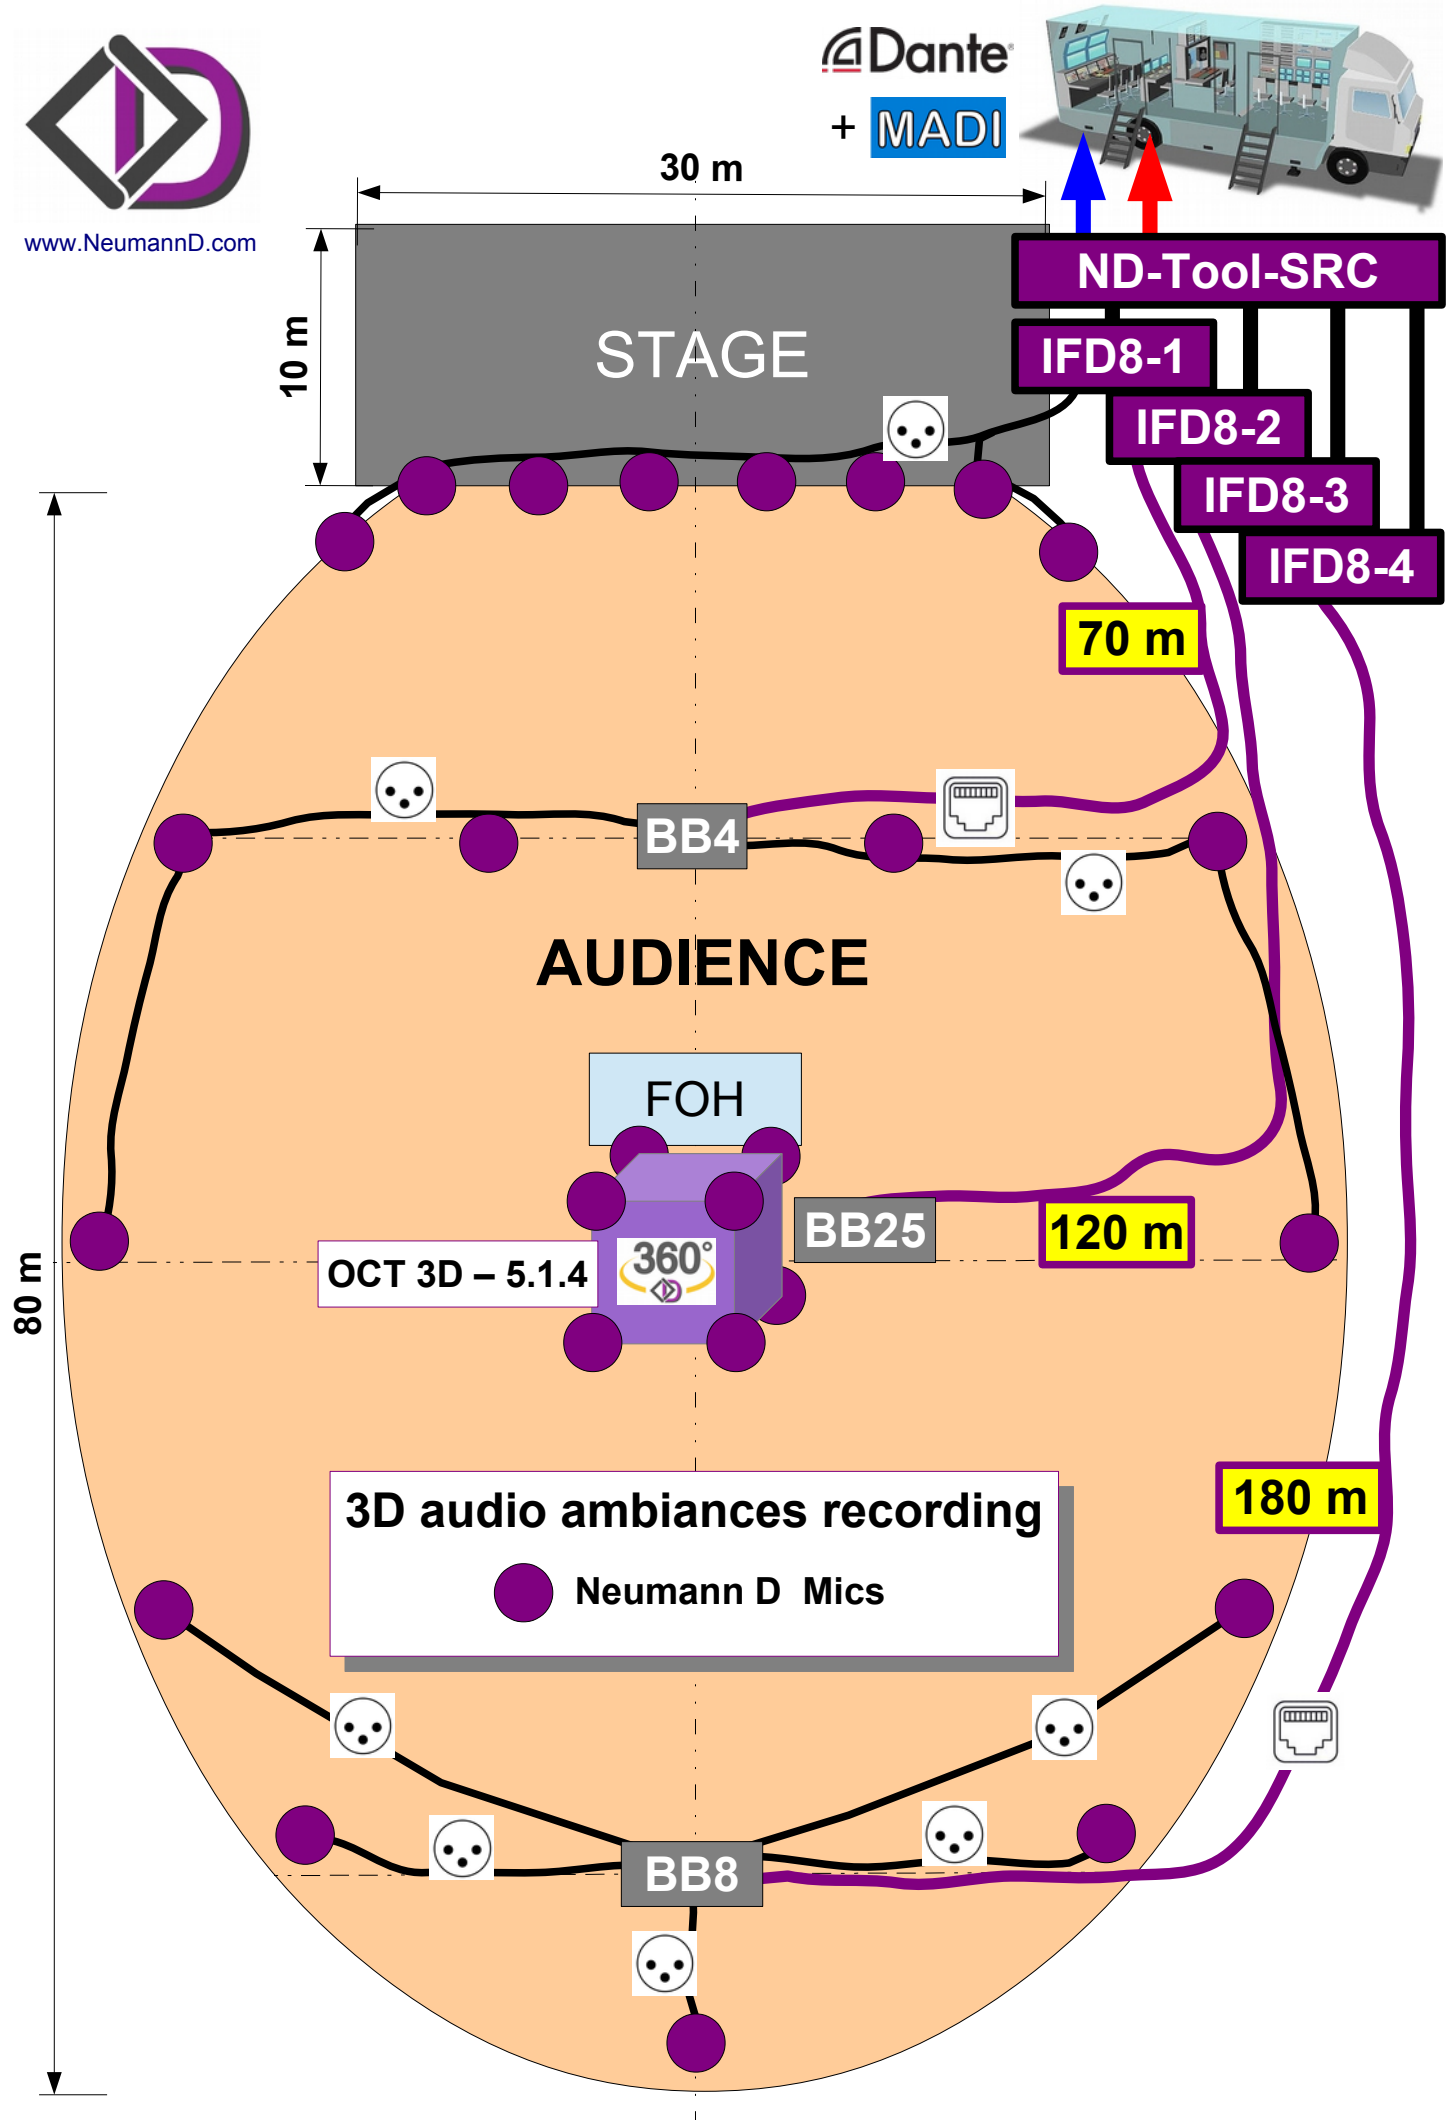 Dante
+ MADI
www.NeumannD.com
30 m
ND-Tool-SRC
10 m
STAGE
IFD8-1
IFD8-2
IFD8-3
IFD8-4
70 m
BB4
AUDIENCE
FOH
BB25
120 m
OCT 3D – 5.1.4
360°
80 m
3D audio ambiances recording
Neumann D Mics
180 m
BB8